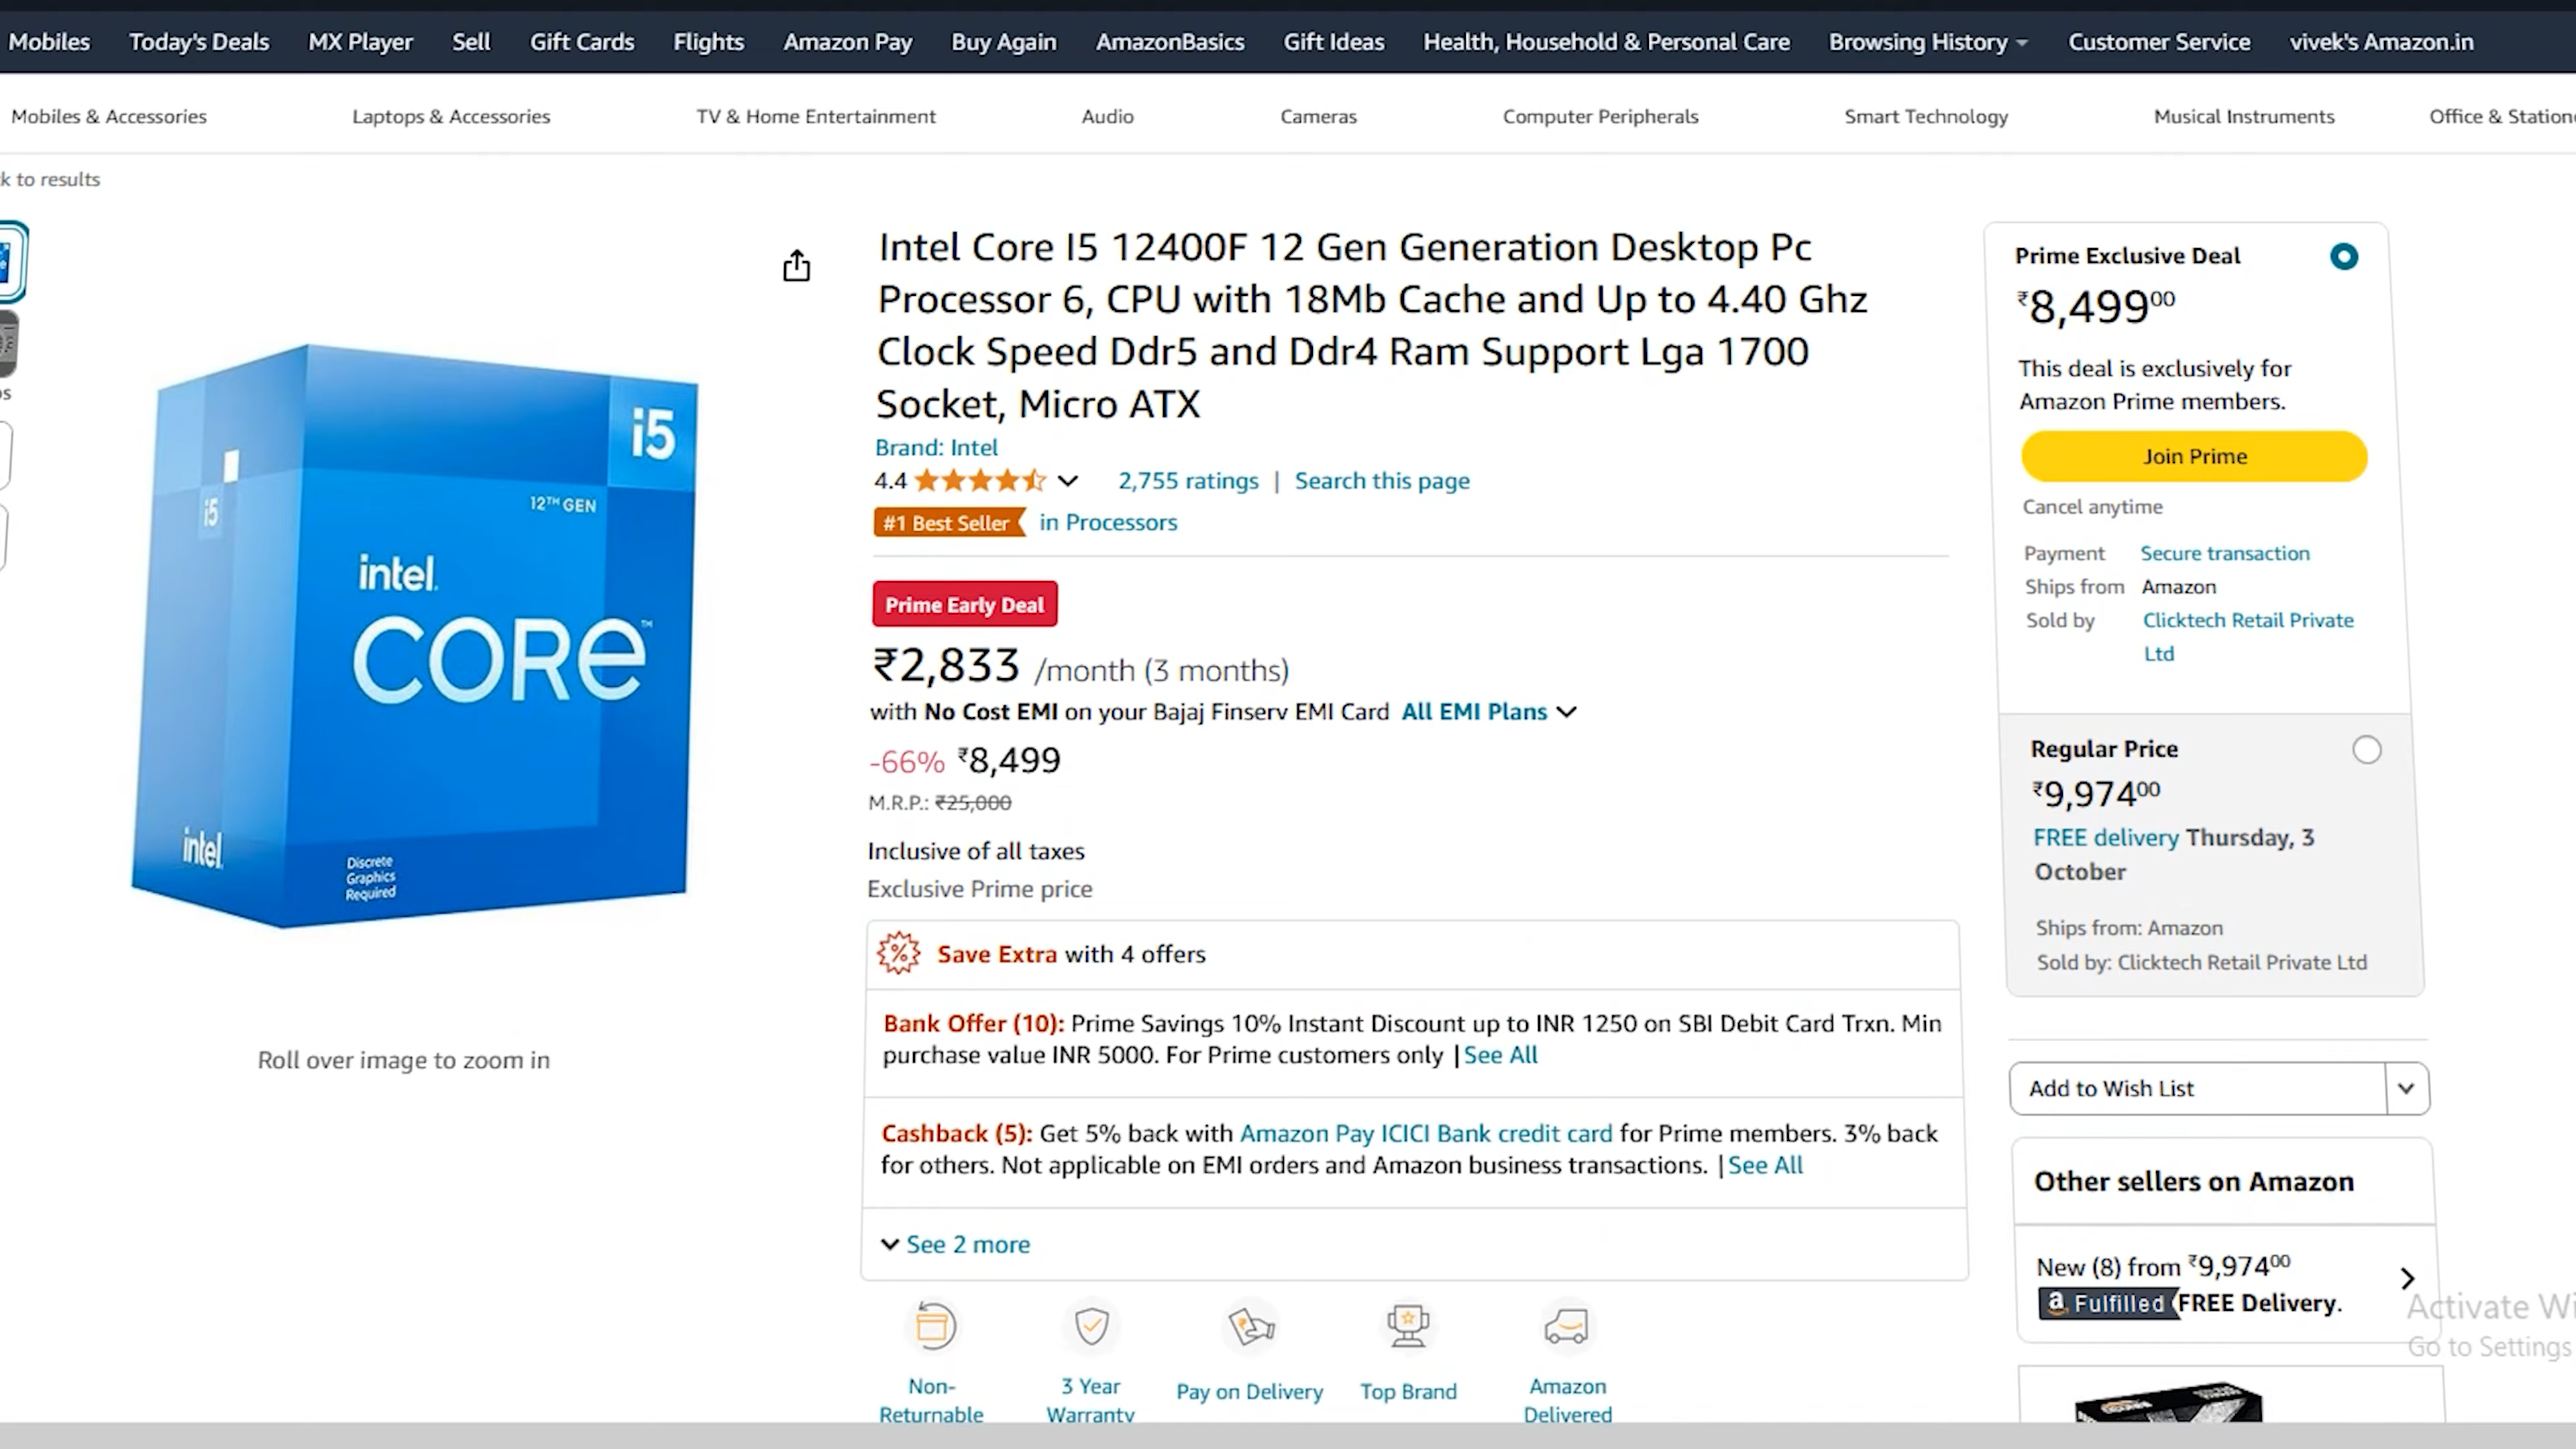 Mobiles Today's Deals MX Player Sell Gift Cards Flights Amazon Pay Buy Again AmazonBasics Gift Ideas Health, Household & Personal Care Browsing History Customer Service vivek's Amazon.in
Mobiles & Accessories Laptops & Accessories TV & Home Entertainment Audio Cameras Computer Peripherals Smart Technology Musical Instruments Office &
to results
Intel Core I5 12400F 12 Gen Generation Desktop Pc
Processor 6, CPU with 18Mb Cache and Up to 4.40 Ghz
Clock Speed Ddr5 and Ddr4 Ram Support Lga 1700
Socket, Micro ATX
Brand: Intel
4.4 2,755 ratings | Search this page
#1 Best Seller in Processors
Prime Early Deal
₹2,833 /month (3 months)
with No Cost EMI on your Bajaj Finserv EMI Card All EMI Plans
-66% ₹8,499
M.R.P.: ₹25,000
Inclusive of all taxes
Exclusive Prime price
Save Extra with 4 offers
Bank Offer (10): Prime Savings 10% Instant Discount up to INR 1250 on SBI Debit Card Trxn. Min
purchase value INR 5000. For Prime customers only | See All
Cashback (5): Get 5% back with Amazon Pay ICICI Bank credit card for Prime members. 3% back
for others. Not applicable on EMI orders and Amazon business transactions. | See All
See 2 more
Non-
Returnable
3 Year
Warranty
Pay on Delivery
Top Brand
Amazon
Delivered
i5
12TH GEN
i5
intel.
CORE™
intel.
Discrete
Graphics
Required
Roll over image to zoom in
Prime Exclusive Deal
₹8,49900
This deal is exclusively for
Amazon Prime members.
Join Prime
Cancel anytime
Payment Secure transaction
Ships from Amazon
Sold by Clicktech Retail Private
Ltd
Regular Price
₹9,97400
FREE delivery Thursday, 3
October
Ships from: Amazon
Sold by: Clicktech Retail Private Ltd
Add to Wish List
Other sellers on Amazon
New (8) from ₹9,97400
a Fulfilled FREE Delivery.
Activate
Go to Settings